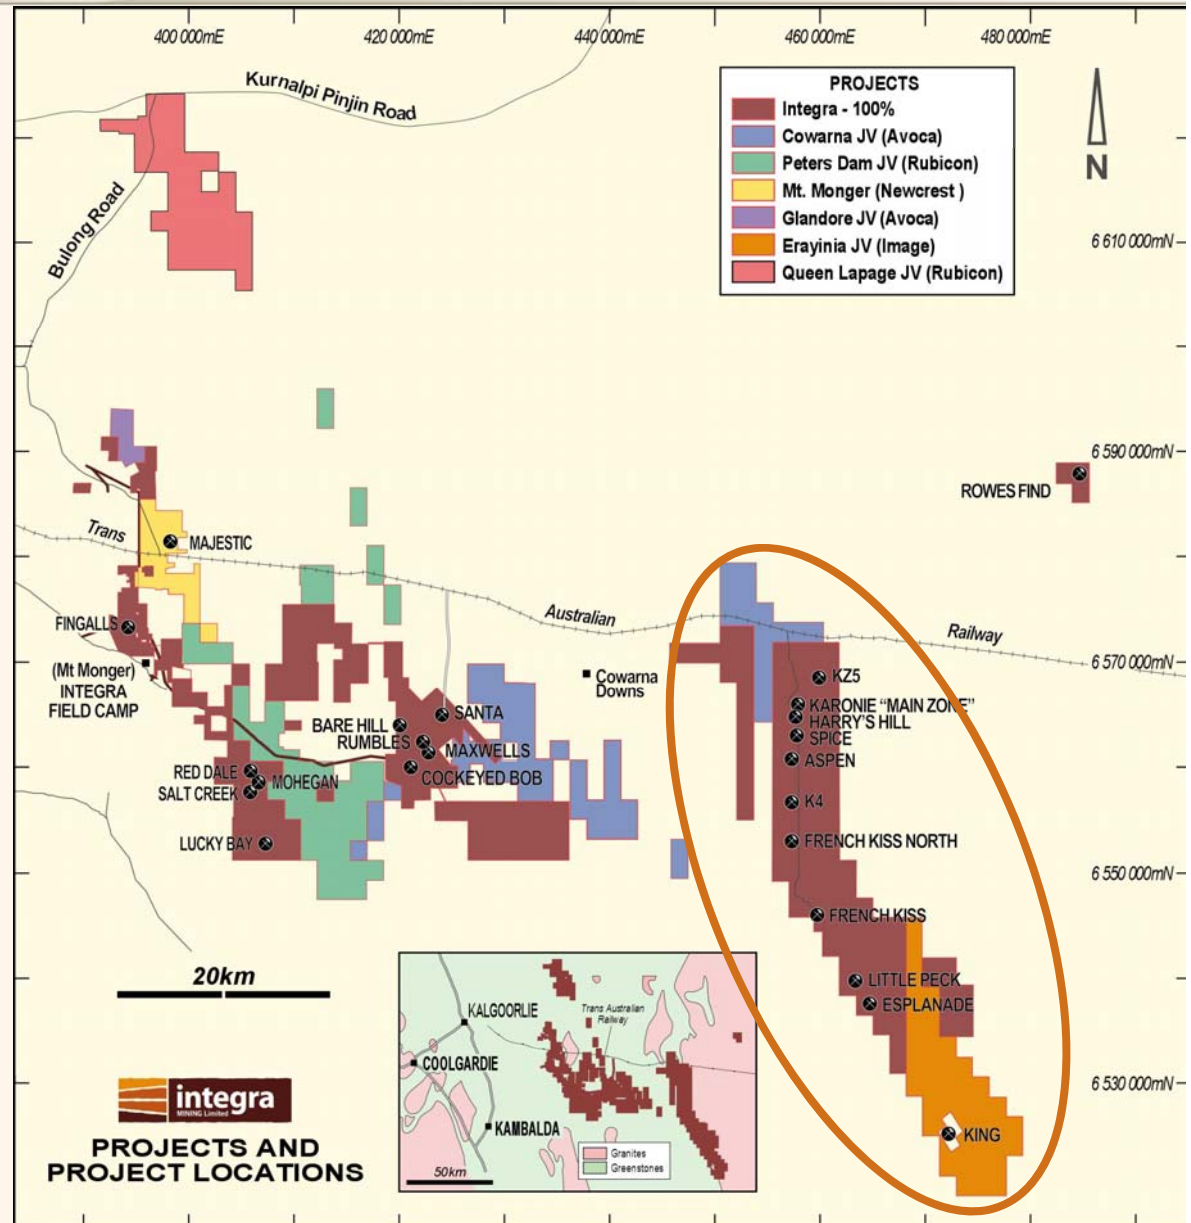 400 000mE
420 000mE
440 000mE
460 000mE
480 000mE
Kurnalpi Pinjin Road
PROJECTS
Integra - 100%
Cowarna JV (Avoca)
Peters Dam JV (Rubicon)
Mt. Monger (Newcrest )
Glandore JV (Avoca)
Erayinia JV (Image)
Queen Lapage JV (Rubicon)
N
Bulong Road
6 610 000mN
6 590 000mN
ROWES FIND
Trans
MAJESTIC
Australian
Railway
FINGALLS
(Mt Monger)
INTEGRA
FIELD CAMP
Cowarna
Downs
6 570 000mN
KZ5
KARONIE “MAIN ZONE”
HARRY'S HILL
SPICE
ASPEN
K4
FRENCH KISS NORTH
SANTA
BARE HILL
RUMBLES
MAXWELLS
COCKEYED BOB
RED DALE
MOHEGAN
SALT CREEK
LUCKY BAY
6 550 000mN
FRENCH KISS
LITTLE PECK
ESPLANADE
20km
KALGOORLIE
Trans Australian
Railway
COOLGARDIE
KAMBALDA
Granites
Greenstones
50km
6 530 000mN
KING
integra
MINING Limited
PROJECTS AND
PROJECT LOCATIONS